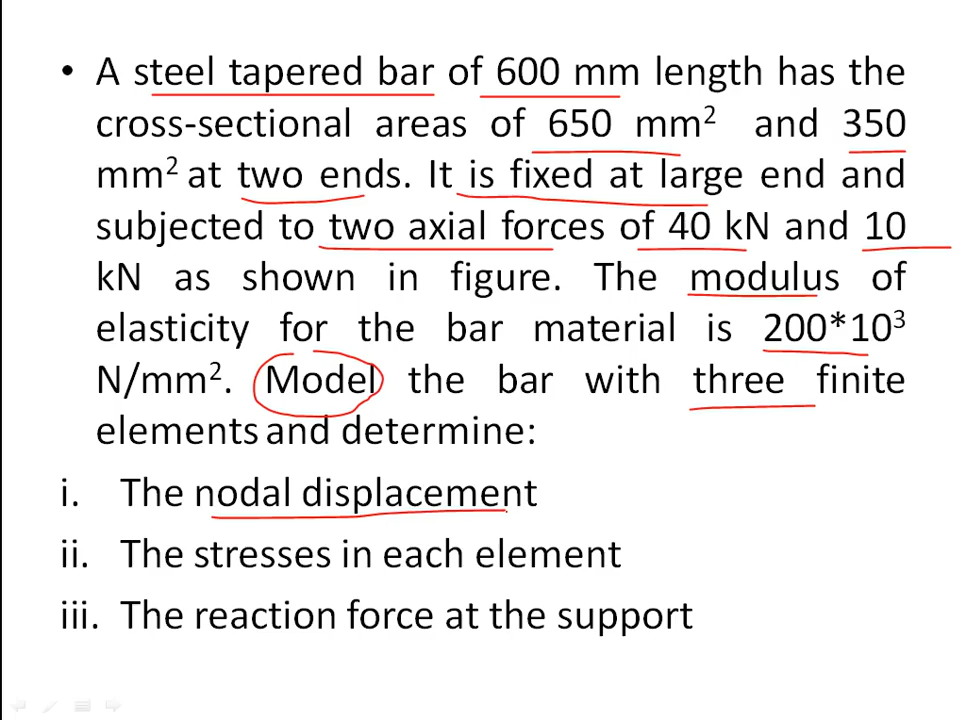 • A steel tapered bar of 600 mm length has the
cross-sectional areas of 650 mm² and 350
mm² at two ends. It is fixed at large end and
subjected to two axial forces of 40 kN and 10
kN as shown in figure. The modulus of
elasticity for the bar material is 200*10³
N/mm². Model the bar with three finite
elements and determine:
i. The nodal displacement
ii. The stresses in each element
iii. The reaction force at the support